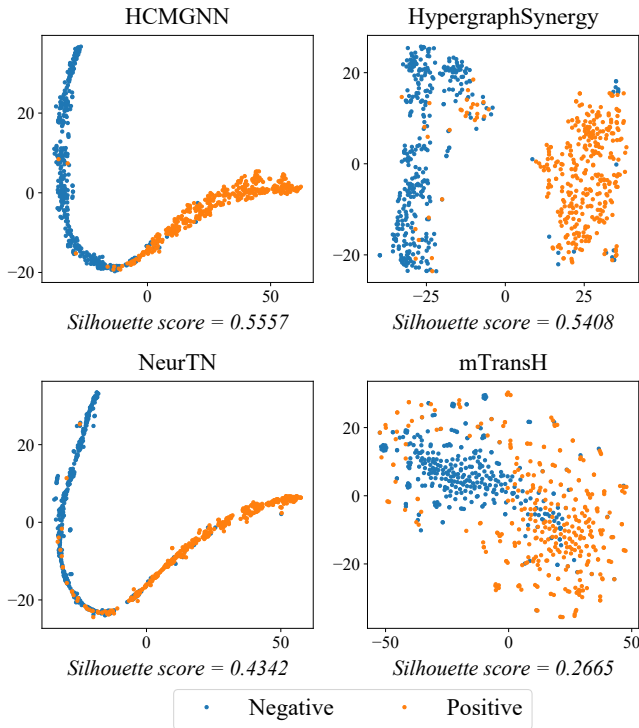 HCMGNN
20
0
−20
0
50
Silhouette score = 0.5557
HypergraphSynergy
20
0
−20
−25
0
25
Silhouette score = 0.5408
NeurTN
20
0
−20
0
50
Silhouette score = 0.4342
mTransH
20
0
−20
−50
0
50
Silhouette score = 0.2665
Negative
Positive